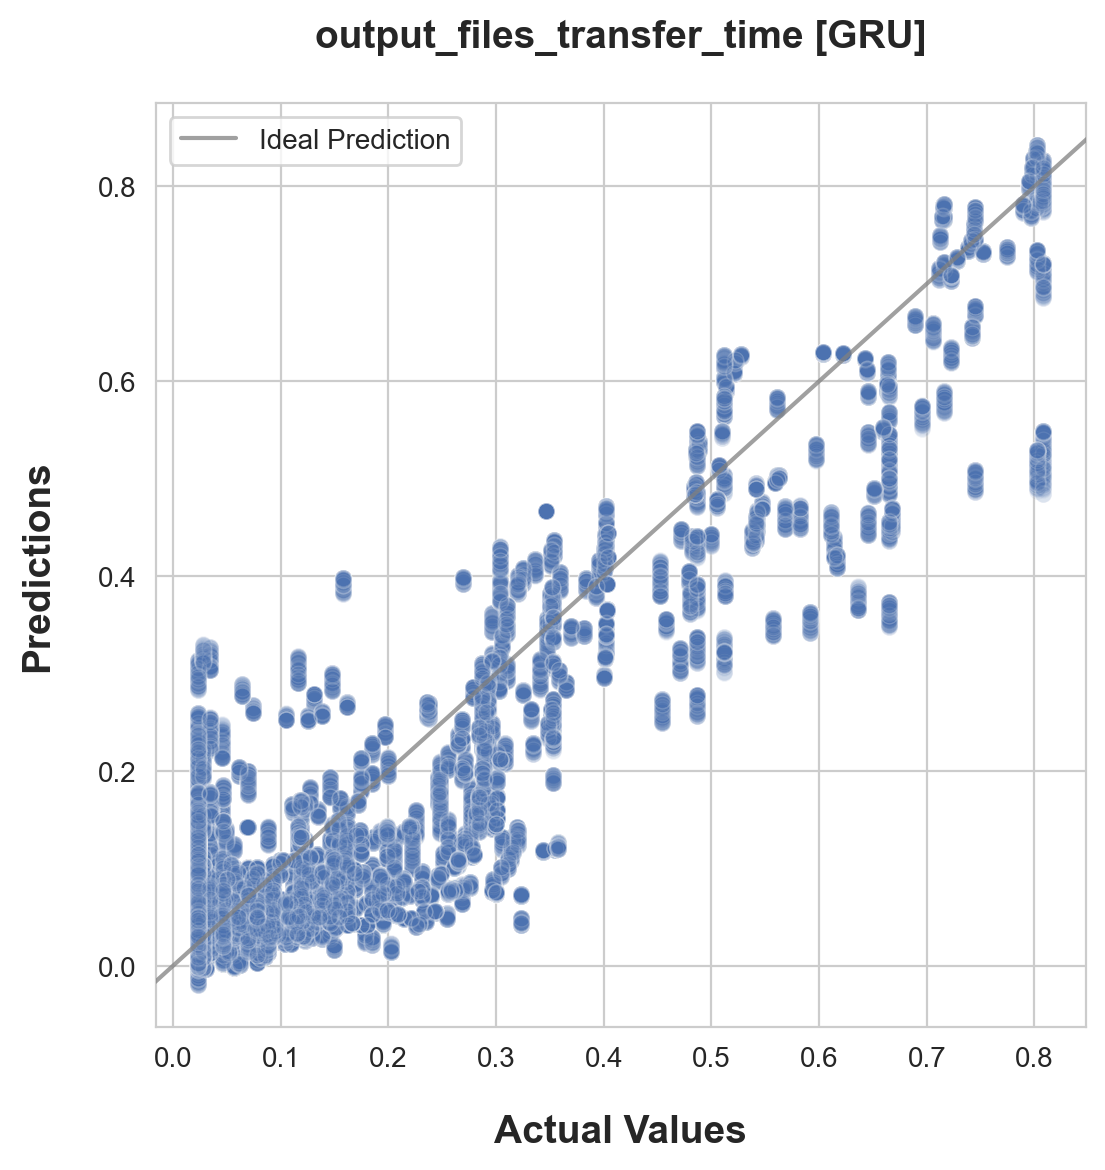 output_files_transfer_time [GRU]
Ideal Prediction
Predictions
0.8
0.6
0.4
0.2
0.0
0.0 0.1 0.2 0.3 0.4 0.5 0.6 0.7 0.8
Actual Values